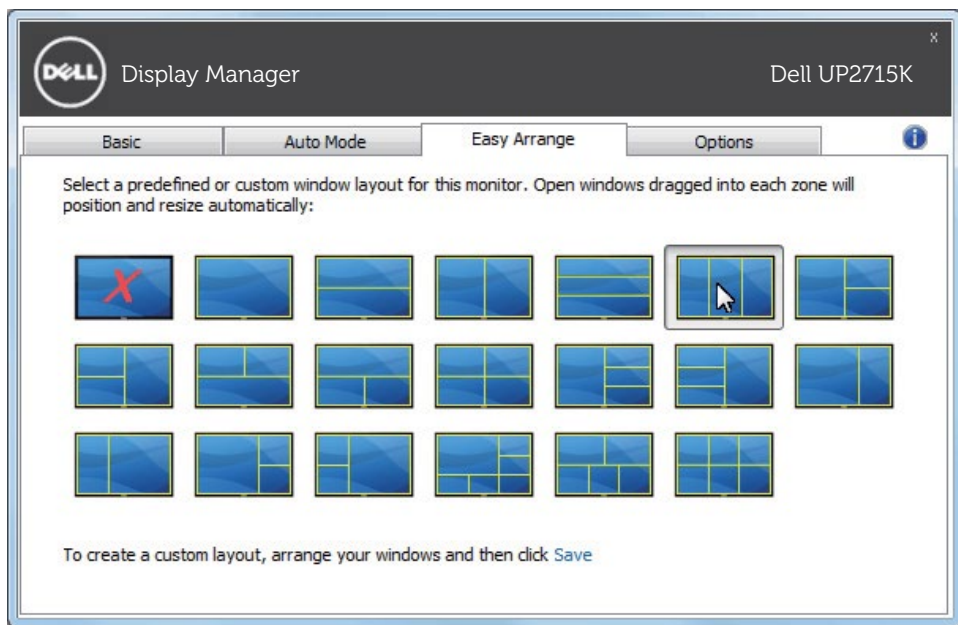 X
DELL Display Manager Dell UP2715K
Basic Auto Mode Easy Arrange Options
Select a predefined or custom window layout for this monitor. Open windows dragged into each zone will
position and resize automatically:
X
To create a custom layout, arrange your windows and then click Save